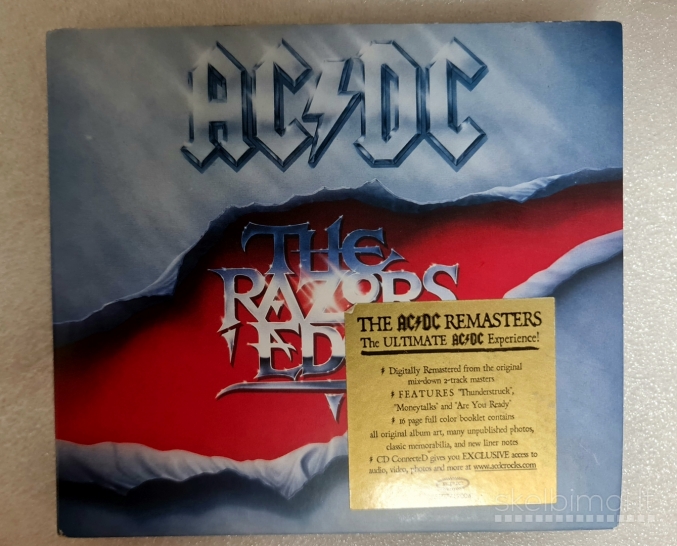 AC/DC
THE
RAZORS
ED
THE AC/DC REMASTERS
The ULTIMATE AC/DC Experience!
Digitally Remastered from the original
mix-down 2-track masters
FEATURES "Thunderstruck",
"Moneytalks" and "Are You Ready"
16 page full color booklet contains
all original album art, many unpublished photos,
classic memorabilia, and new liner notes
CD ConnecteD gives you EXCLUSIVE access to
audio, video, photos and more at www.acdcrocks.com
skelbimai.lt